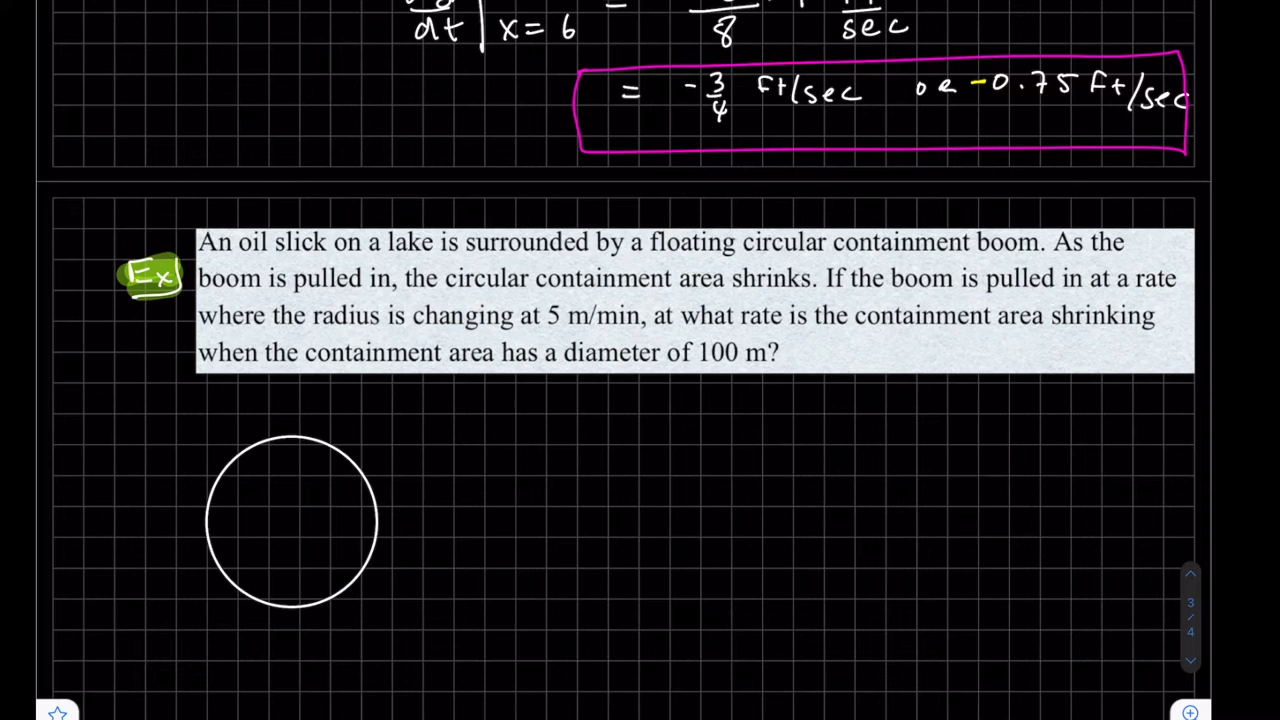 dt | x = 6 = 8 sec
= - 3/4 ft/sec or -0.75 ft/sec
Ex
An oil slick on a lake is surrounded by a floating circular containment boom. As the
boom is pulled in, the circular containment area shrinks. If the boom is pulled in at a rate
where the radius is changing at 5 m/min, at what rate is the containment area shrinking
when the containment area has a diameter of 100 m?
3
/
4